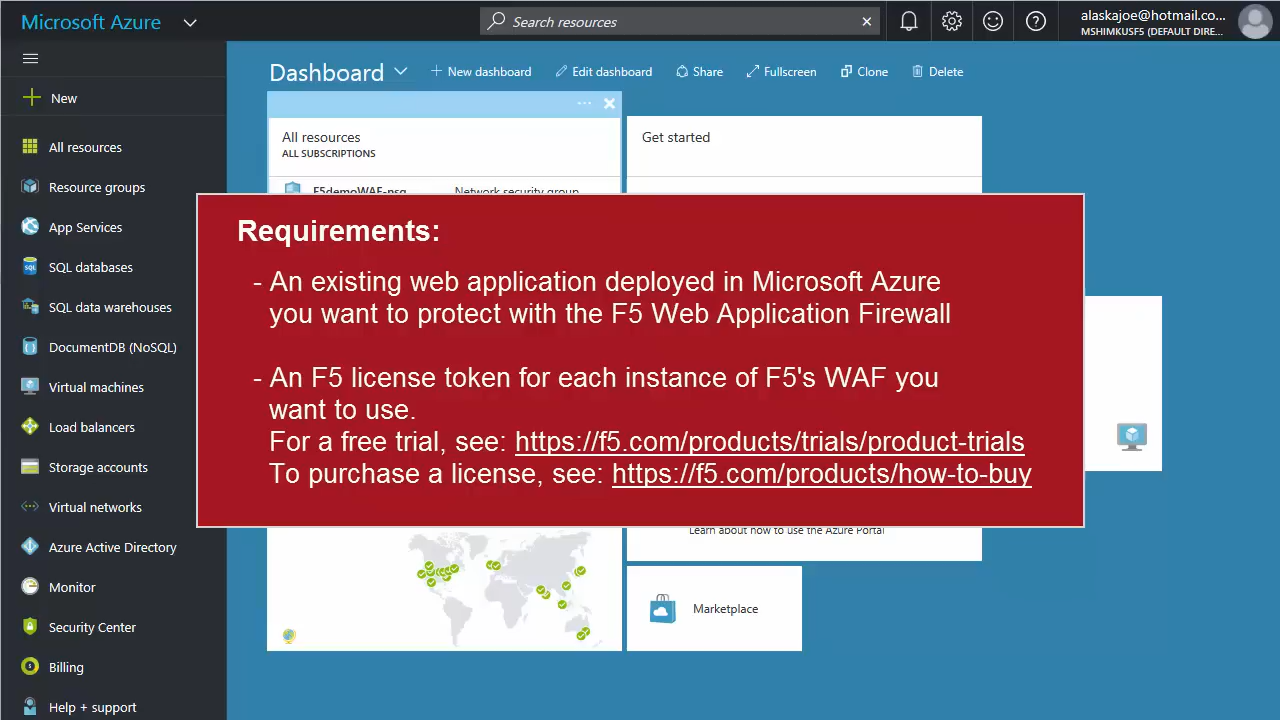 Microsoft Azure
Search resources
alaskajoe@hotmail.co...
MSHIMKUSF5 (DEFAULT DIRE...
Dashboard
New dashboard
Edit dashboard
Share
Fullscreen
Clone
Delete
New
All resources
Resource groups
App Services
SQL databases
SQL data warehouses
DocumentDB (NoSQL)
Virtual machines
Load balancers
Storage accounts
Virtual networks
Azure Active Directory
Monitor
Security Center
Billing
Help + support
All resources
ALL SUBSCRIPTIONS
F5demoWAF-nsg Network security group
Get started
Requirements:
- An existing web application deployed in Microsoft Azure
you want to protect with the F5 Web Application Firewall
- An F5 license token for each instance of F5's WAF you
want to use.
For a free trial, see: https://f5.com/products/trials/product-trials
To purchase a license, see: https://f5.com/products/how-to-buy
Learn about how to use the Azure Portal
Marketplace